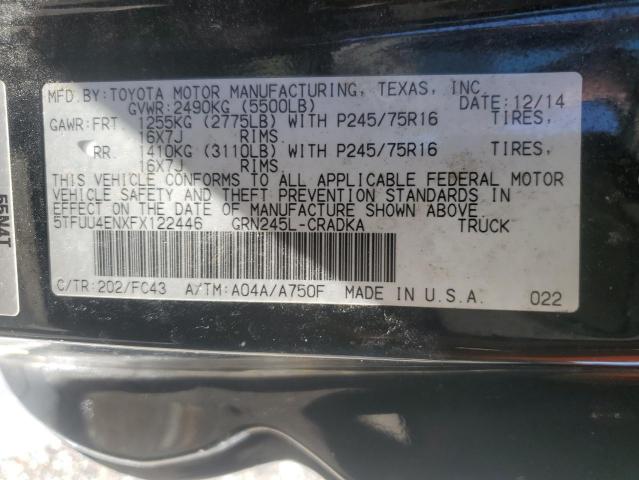 MFD.BY:TOYOTA MOTOR MANUFACTURING, TEXAS, INC.
GVWR:2490KG (5500LB) DATE:12/14
GAWR:FRT 1255KG (2775LB) WITH P245/75R16 TIRES,
16X7J RIMS
RR 1410KG (3110LB) WITH P245/75R16 TIRES,
16X7J RIMS
THIS VEHICLE CONFORMS TO ALL APPLICABLE FEDERAL MOTOR
VEHICLE SAFETY AND THEFT PREVENTION STANDARDS IN
EFFECT ON THE DATE OF MANUFACTURE SHOWN ABOVE.
5TFUU4ENXFX122446 GRN245L-CRADKA TRUCK
C/TR:202/FC43 A/TM:A04A/A750F MADE IN U.S.A. 022
55N4T